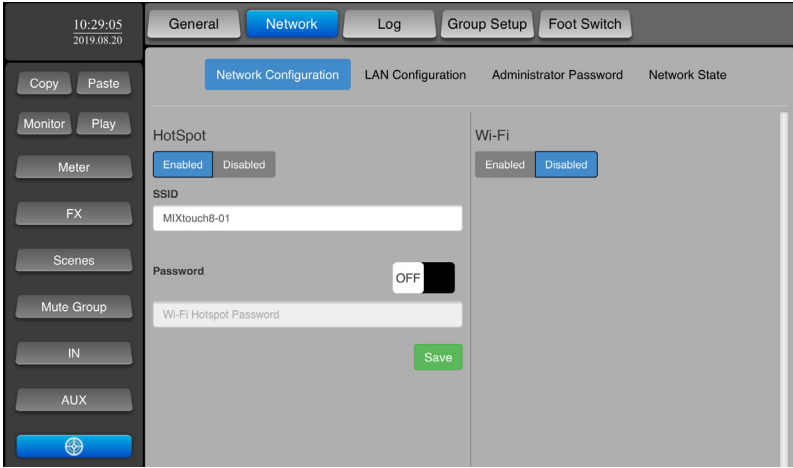 10:29:05
2019.08.20
General Network Log Group Setup Foot Switch
Network Configuration LAN Configuration Administrator Password Network State
Copy Paste
Monitor Play
Meter
FX
Scenes
Mute Group
IN
AUX
HotSpot
Enabled Disabled
SSID
MIXtouch8-01
Password
OFF
Wi-Fi Hotspot Password
Save
Wi-Fi
Enabled Disabled